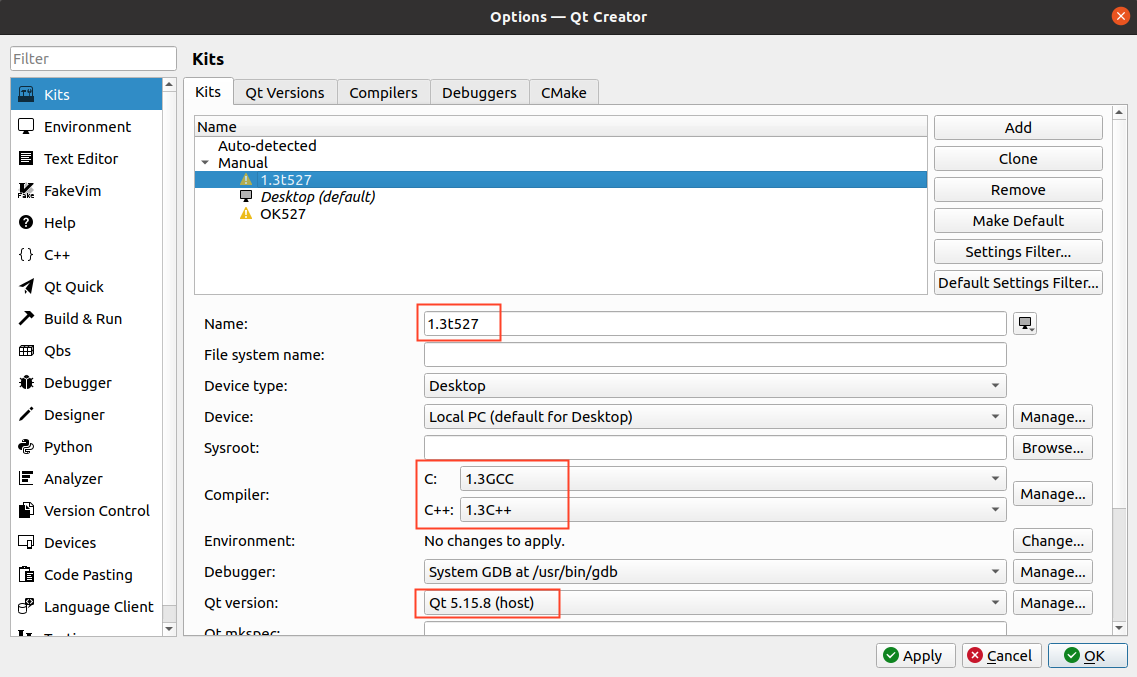 Options — Qt Creator
Filter
Kits
Environment
Text Editor
FakeVim
Help
C++
Qt Quick
Build & Run
Qbs
Debugger
Designer
Python
Analyzer
Version Control
Devices
Code Pasting
Language Client
Kits
Kits Qt Versions Compilers Debuggers CMake
Name
Auto-detected
Manual
1.3t527
Desktop (default)
OK527
Add
Clone
Remove
Make Default
Settings Filter...
Default Settings Filter...
Name: 1.3t527
File system name:
Device type: Desktop
Device: Local PC (default for Desktop) Manage...
Sysroot: Browse...
Compiler: C: 1.3GCC
C++: 1.3C++ Manage...
Environment: No changes to apply. Change...
Debugger: System GDB at /usr/bin/gdb Manage...
Qt version: Qt 5.15.8 (host) Manage...
Qt mkspec:
Apply Cancel OK